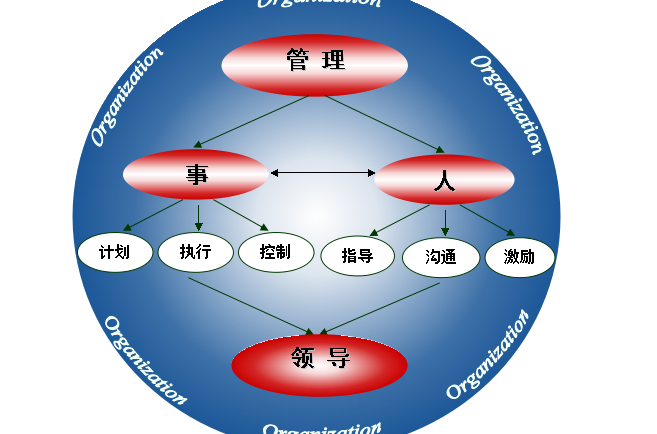 Organization
管 理
Organization
Organization
事
人
计划
执行
控制
指导
沟通
激励
Organization
领 导
Organization
Organization